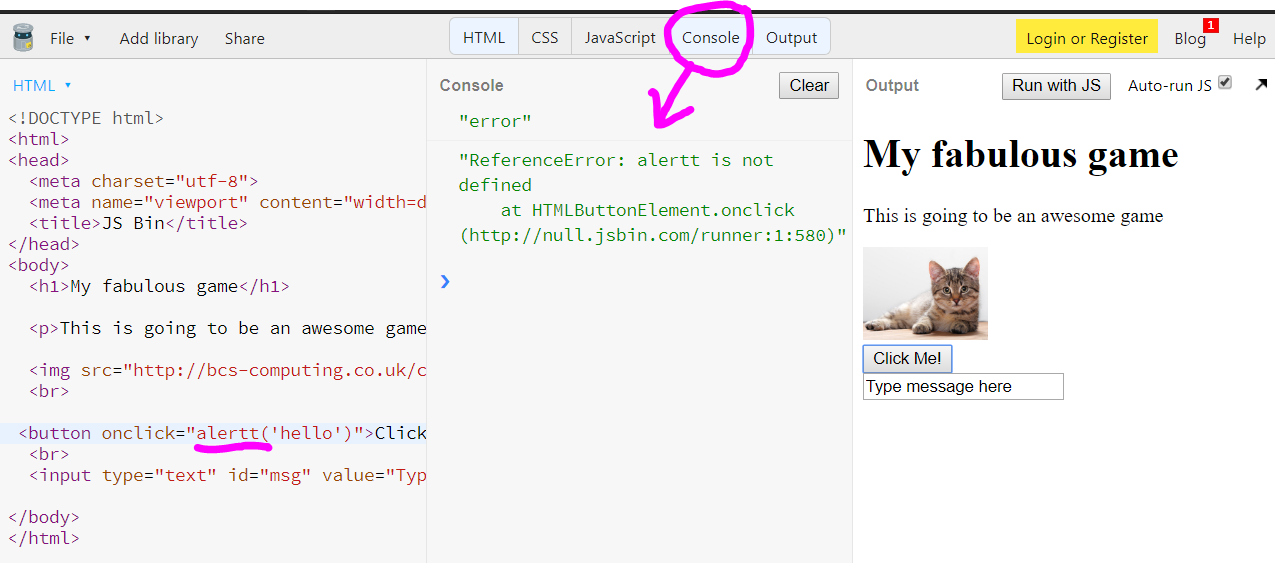 File ▾ Add library Share HTML CSS JavaScript Console Output Login or Register Blog 1 Help
HTML ▾
<!DOCTYPE html>
<html>
<head>
<meta charset="utf-8">
<meta name="viewport" content="width=d
<title>JS Bin</title>
</head>
<body>
<h1>My fabulous game</h1>
<p>This is going to be an awesome game
<img src="http://bcs-computing.co.uk/c
<br>
<button onclick="alertt('hello')">Click
<br>
<input type="text" id="msg" value="Typ
</body>
</html>
Console Clear
"error"
"ReferenceError: alertt is not
defined
at HTMLButtonElement.onclick
(http://null.jsbin.com/runner:1:580)"
Output Run with JS Auto-run JS
My fabulous game
This is going to be an awesome game
Click Me!
Type message here